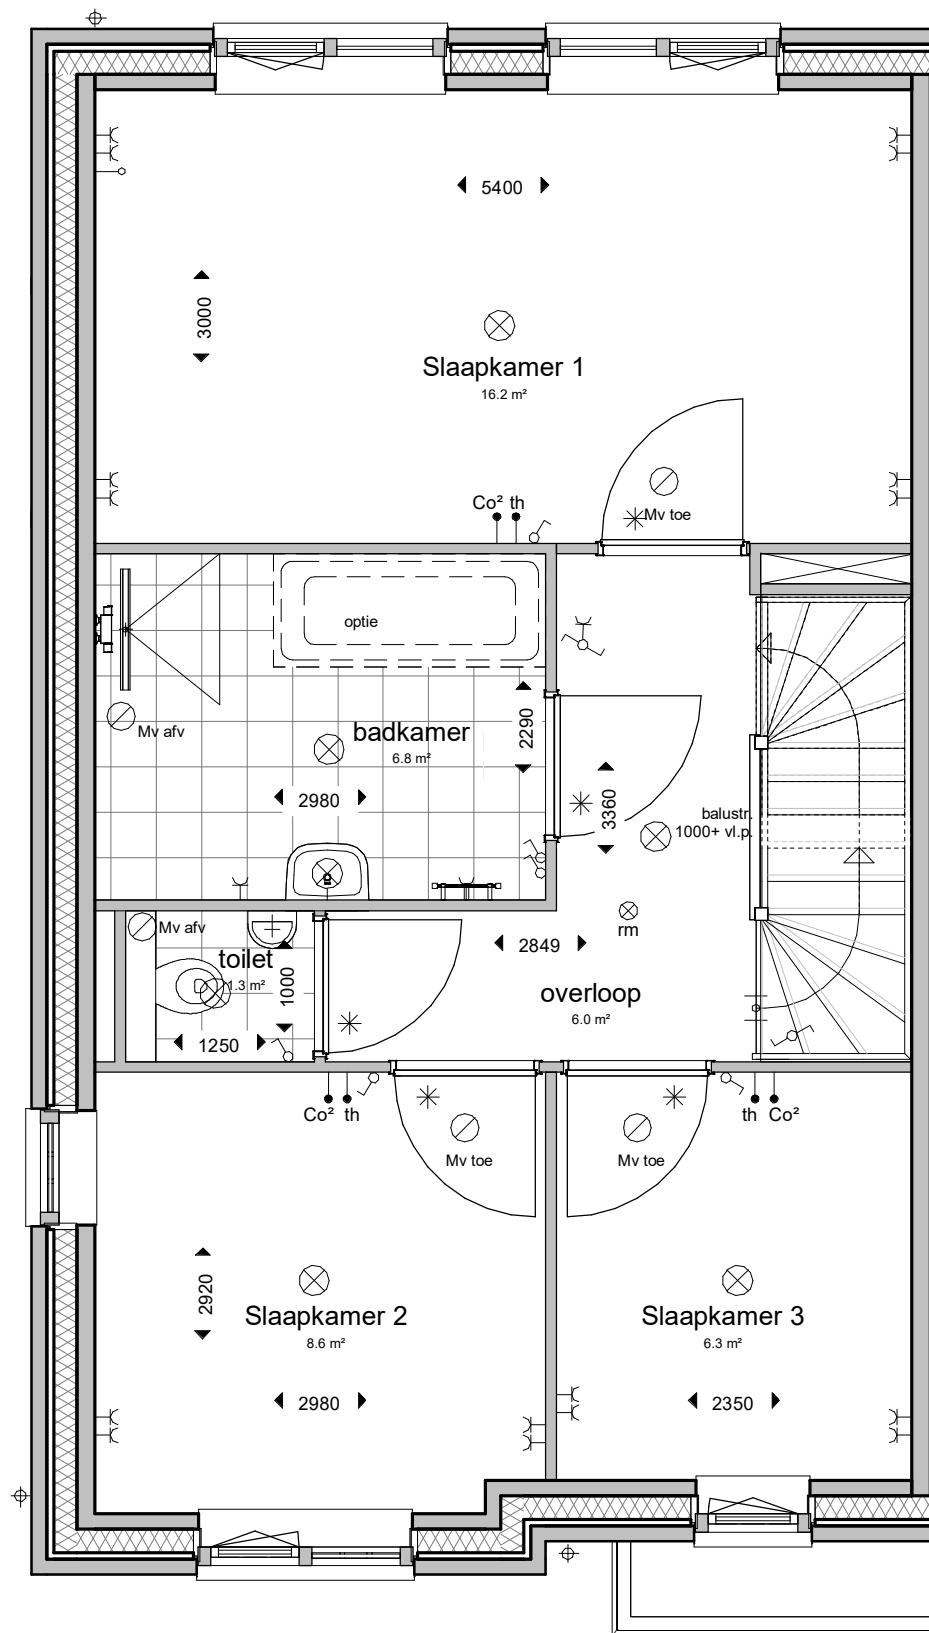 5400
3000
Slaapkamer 1
16.2 m²
Co² th
Mv toe
optie
Mv afv
badkamer
6.8 m²
2290
2980
3360
balustr.
1000+ vl.p.
Mv afv
rm
toilet
1.3 m²
1000
2849
overloop
6.0 m²
1250
Co² th
Mv toe
th Co²
Mv toe
2920
Slaapkamer 2
8.6 m²
Slaapkamer 3
6.3 m²
2980
2350